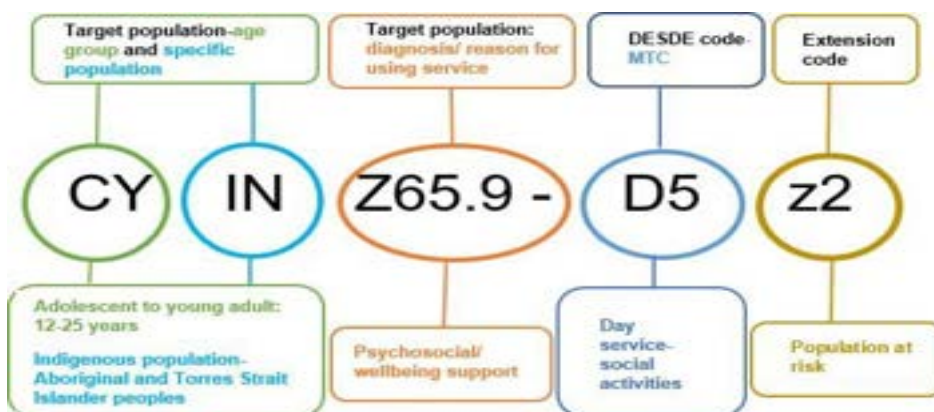 Target population-age
group and specific
population
Target population:
diagnosis/ reason for
using service
DESDE code-
MTC
Extension
code
CY
IN
Z65.9 -
D5
z2
Adolescent to young adult:
12-25 years
Indigenous population-
Aboriginal and Torres Strait
Islander peoples
Psychosocial/
wellbeing support
Day
service-
social
activities
Population at
risk